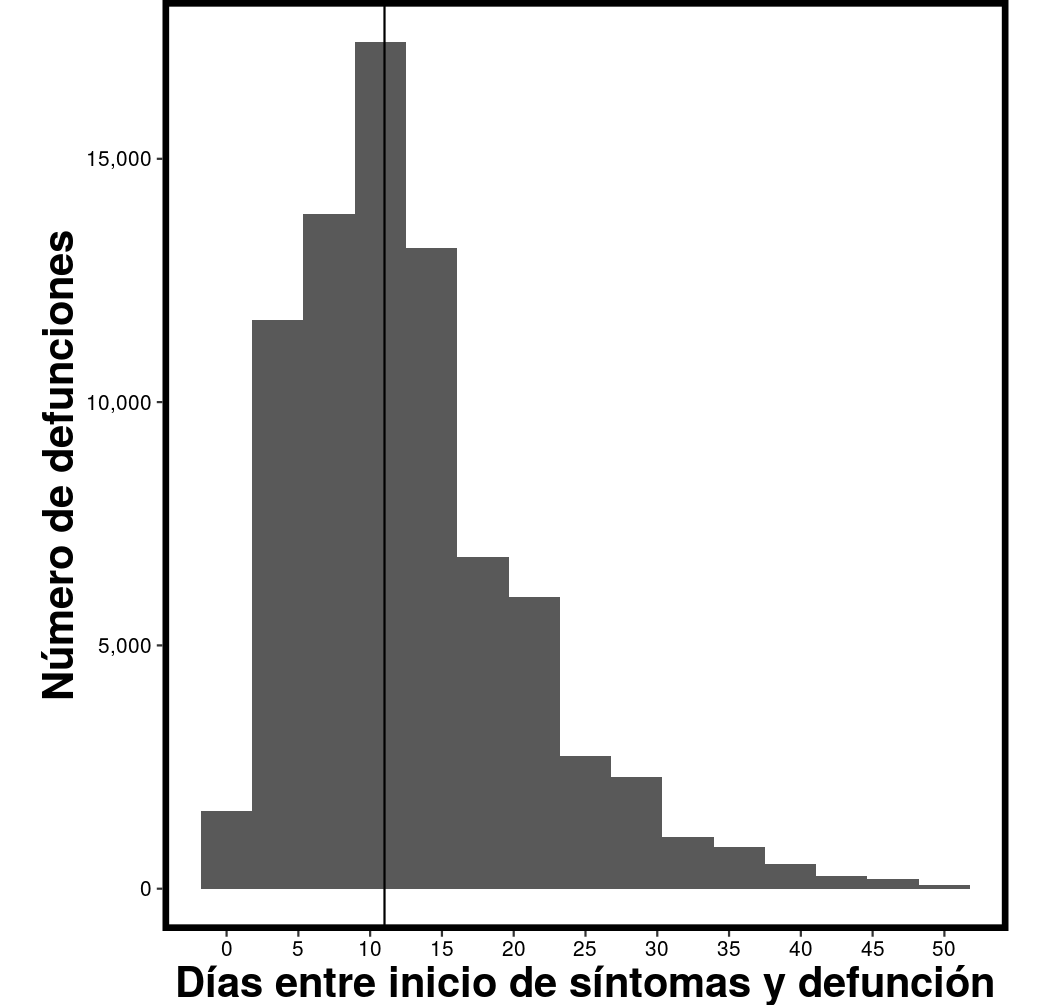 Número de defunciones
15,000
10,000
5,000
0
0 5 10 15 20 25 30 35 40 45 50
Días entre inicio de síntomas y defunción